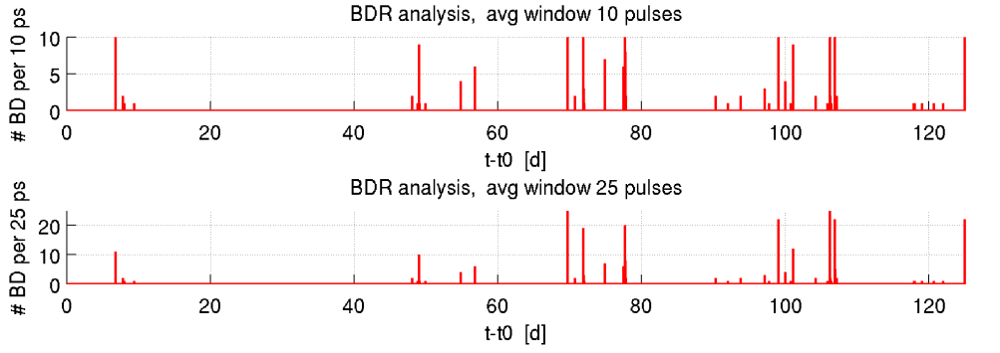 BDR analysis, avg window 10 pulses
# BD per 10 ps
10
5
0
0 20 40 60 80 100 120
t-t0 [d]
BDR analysis, avg window 25 pulses
# BD per 25 ps
20
10
0
0 20 40 60 80 100 120
t-t0 [d]